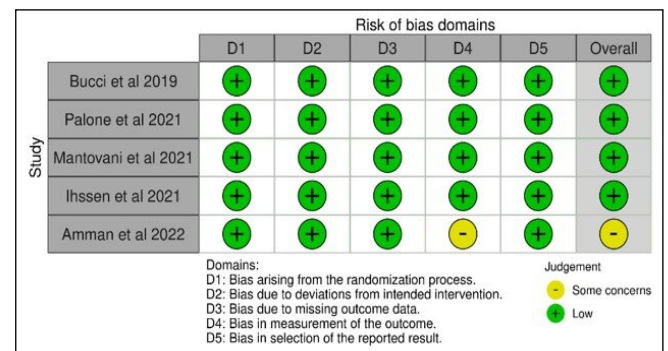 Risk of bias domains
D1 D2 D3 D4 D5 Overall
Study
Bucci et al 2019 + + + + + +
Palone et al 2021 + + + + + +
Mantovani et al 2021 + + + + + +
Ihssen et al 2021 + + + + + +
Amman et al 2022 + + + - + -
Domains:
D1: Bias arising from the randomization process.
D2: Bias due to deviations from intended intervention.
D3: Bias due to missing outcome data.
D4: Bias in measurement of the outcome.
D5: Bias in selection of the reported result.
Judgement
- Some concerns
+ Low